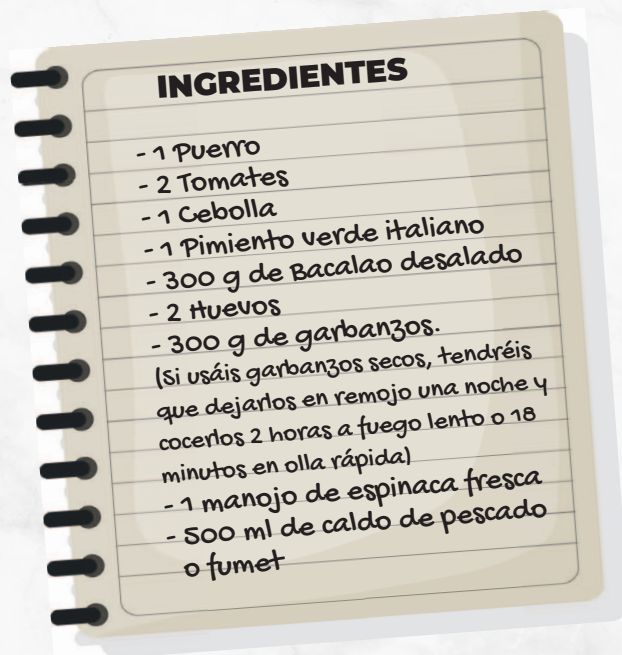 INGREDIENTES
- 1 Puerro
- 2 Tomates
- 1 Cebolla
- 1 Pimiento verde italiano
- 300 g de Bacalao desalado
- 2 Huevos
- 300 g de garbanzos.
(Si usáis garbanzos secos, tendréis
que dejarlos en remojo una noche y
cocerlos 2 horas a fuego lento o 18
minutos en olla rápida)
- 1 manojo de espinaca fresca
- 500 ml de caldo de pescado
o fumet